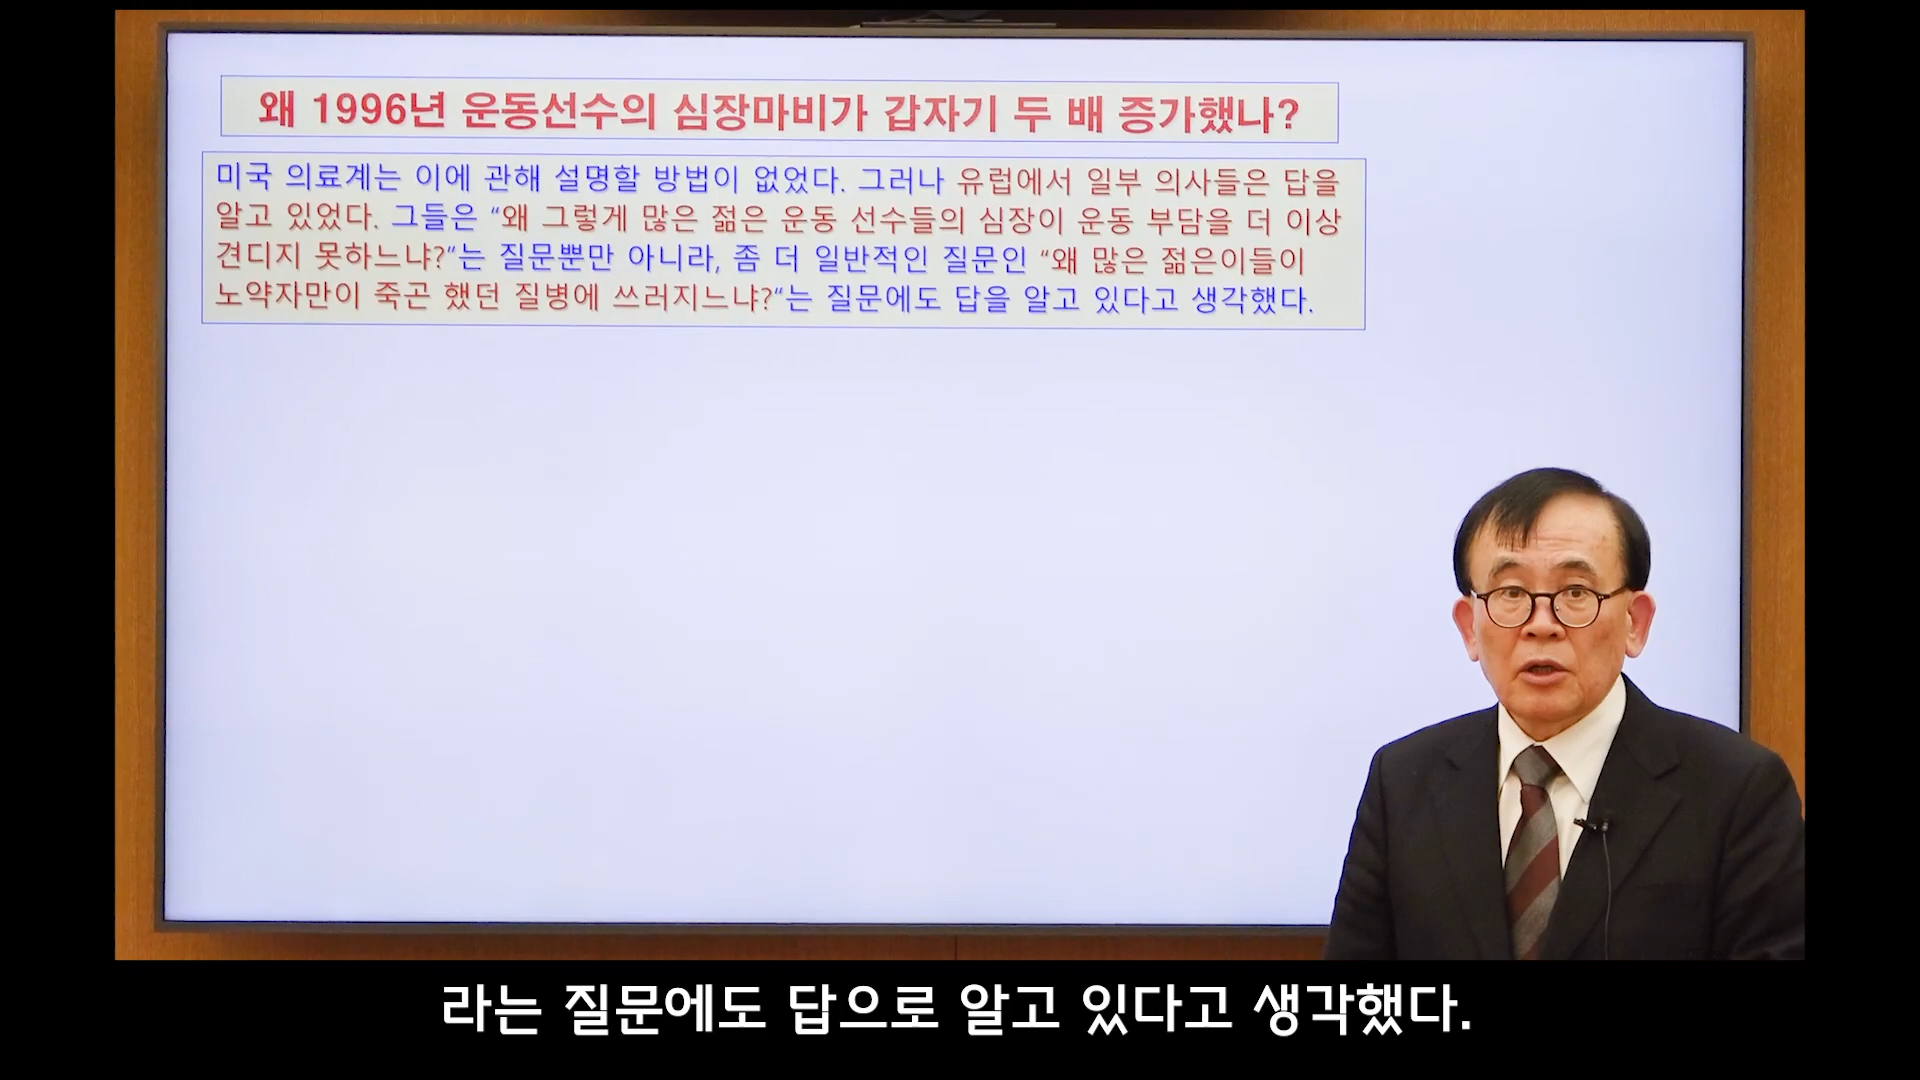 왜 1996년 운동선수의 심장마비가 갑자기 두 배 증가했나?
미국 의료계는 이에 관해 설명할 방법이 없었다. 그러나 유럽에서 일부 의사들은 답을
알고 있었다. 그들은 “왜 그렇게 많은 젊은 운동 선수들의 심장이 운동 부담을 더 이상
견디지 못하느냐?“는 질문뿐만 아니라, 좀 더 일반적인 질문인 “왜 많은 젊은이들이
노약자만이 죽곤 했던 질병에 쓰러지느냐?“는 질문에도 답을 알고 있다고 생각했다.
라는 질문에도 답으로 알고 있다고 생각했다.